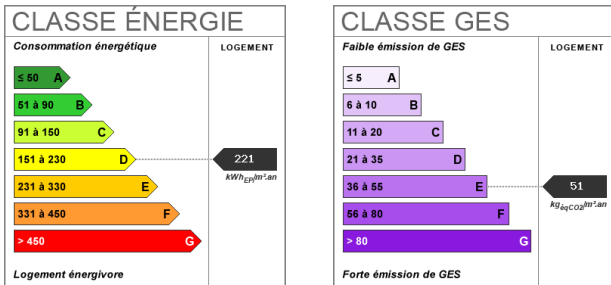 CLASSE ÉNERGIE
Consommation énergétique
LOGEMENT
≤ 50 A
51 à 90 B
91 à 150 C
151 à 230 D
221
kWhEP/m².an
231 à 330 E
331 à 450 F
> 450 G
Logement énergivore
CLASSE GES
Faible émission de GES
LOGEMENT
≤ 5 A
6 à 10 B
11 à 20 C
21 à 35 D
36 à 55 E
51
kgéqCO2/m².an
56 à 80 F
> 80 G
Forte émission de GES